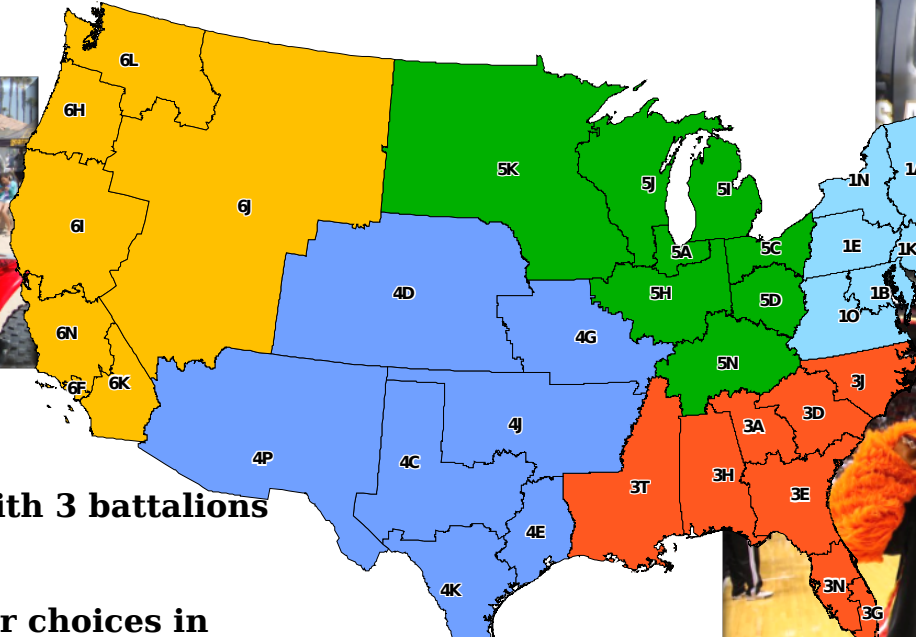 6L
6H
6J
6I
6N
6F
6K
5K
5J
5I
5A
5C
5H
5D
5N
1N
1A
1E
1K
1B
1O
4D
4G
4J
4P
4C
4E
4K
3J
3D
3A
3T
3H
3E
3N
3G
ith 3 battalions
r choices in